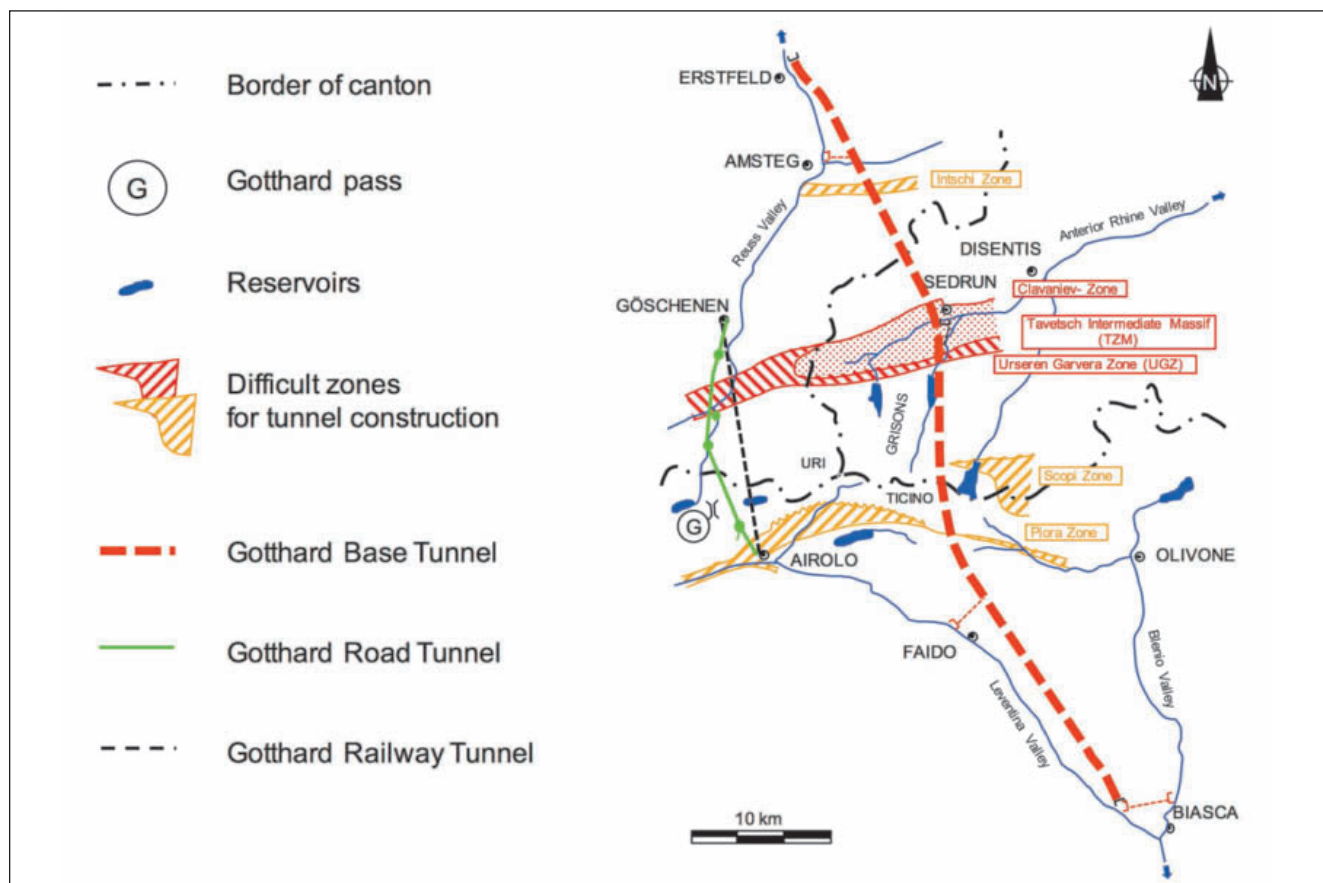 Border of canton
G
Gotthard pass
Reservoirs
Difficult zones
for tunnel construction
Gotthard Base Tunnel
Gotthard Road Tunnel
Gotthard Railway Tunnel
N
ERSTFELD
AMSTEG
Intschi Zone
Reuss Valley
Anterior Rhine Valley
DISENTIS
SEDRUN
Clavaniev- Zone
GÖSCHENEN
Tavetsch Intermediate Massif
(TZM)
Urseren Garvera Zone (UGZ)
GRISONS
URI
Scopi Zone
TICINO
G
Piora Zone
AIROLO
OLIVONE
FAIDO
Blenio Valley
Leventina Valley
10 km
BIASCA